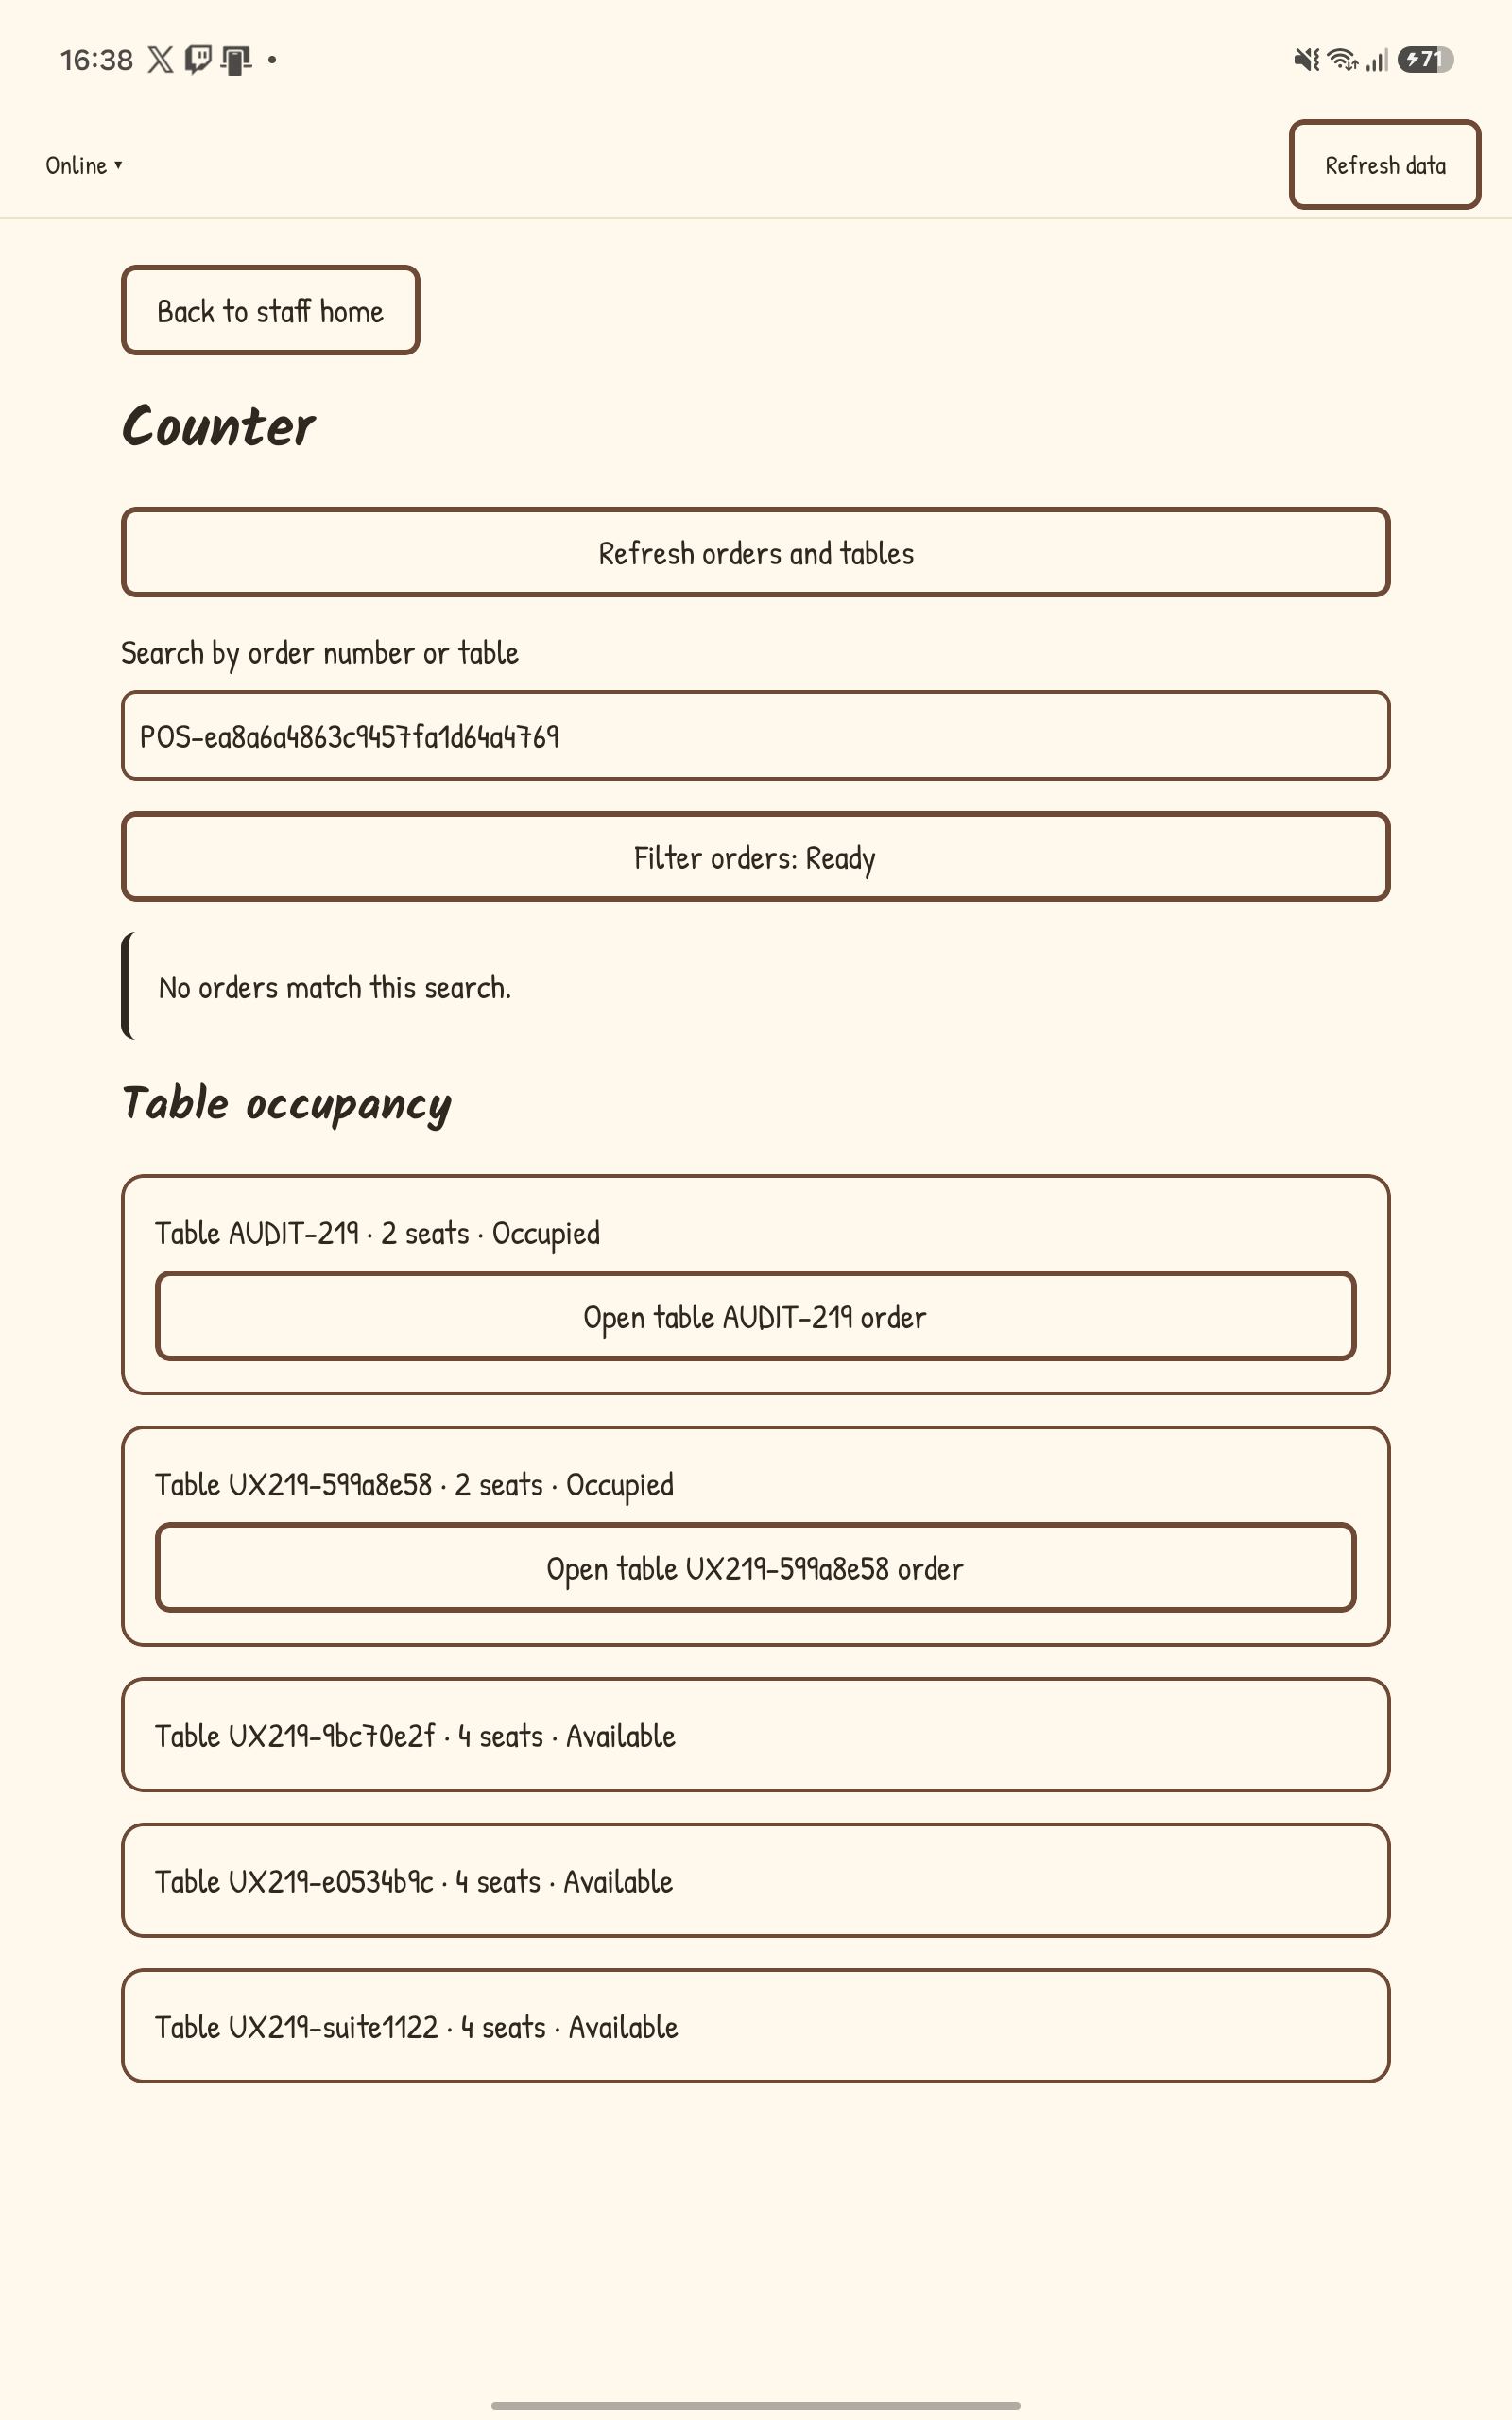 16:38
71
Online ▾
Refresh data
Back to staff home
Counter
Refresh orders and tables
Search by order number or table
POS-ea8a6a4863c9457fa1d64a4769
Filter orders: Ready
No orders match this search.
Table occupancy
Table AUDIT-219 · 2 seats · Occupied
Open table AUDIT-219 order
Table UX219-599a8e58 · 2 seats · Occupied
Open table UX219-599a8e58 order
Table UX219-9bc70e2f · 4 seats · Available
Table UX219-e0534b9c · 4 seats · Available
Table UX219-suite1122 · 4 seats · Available